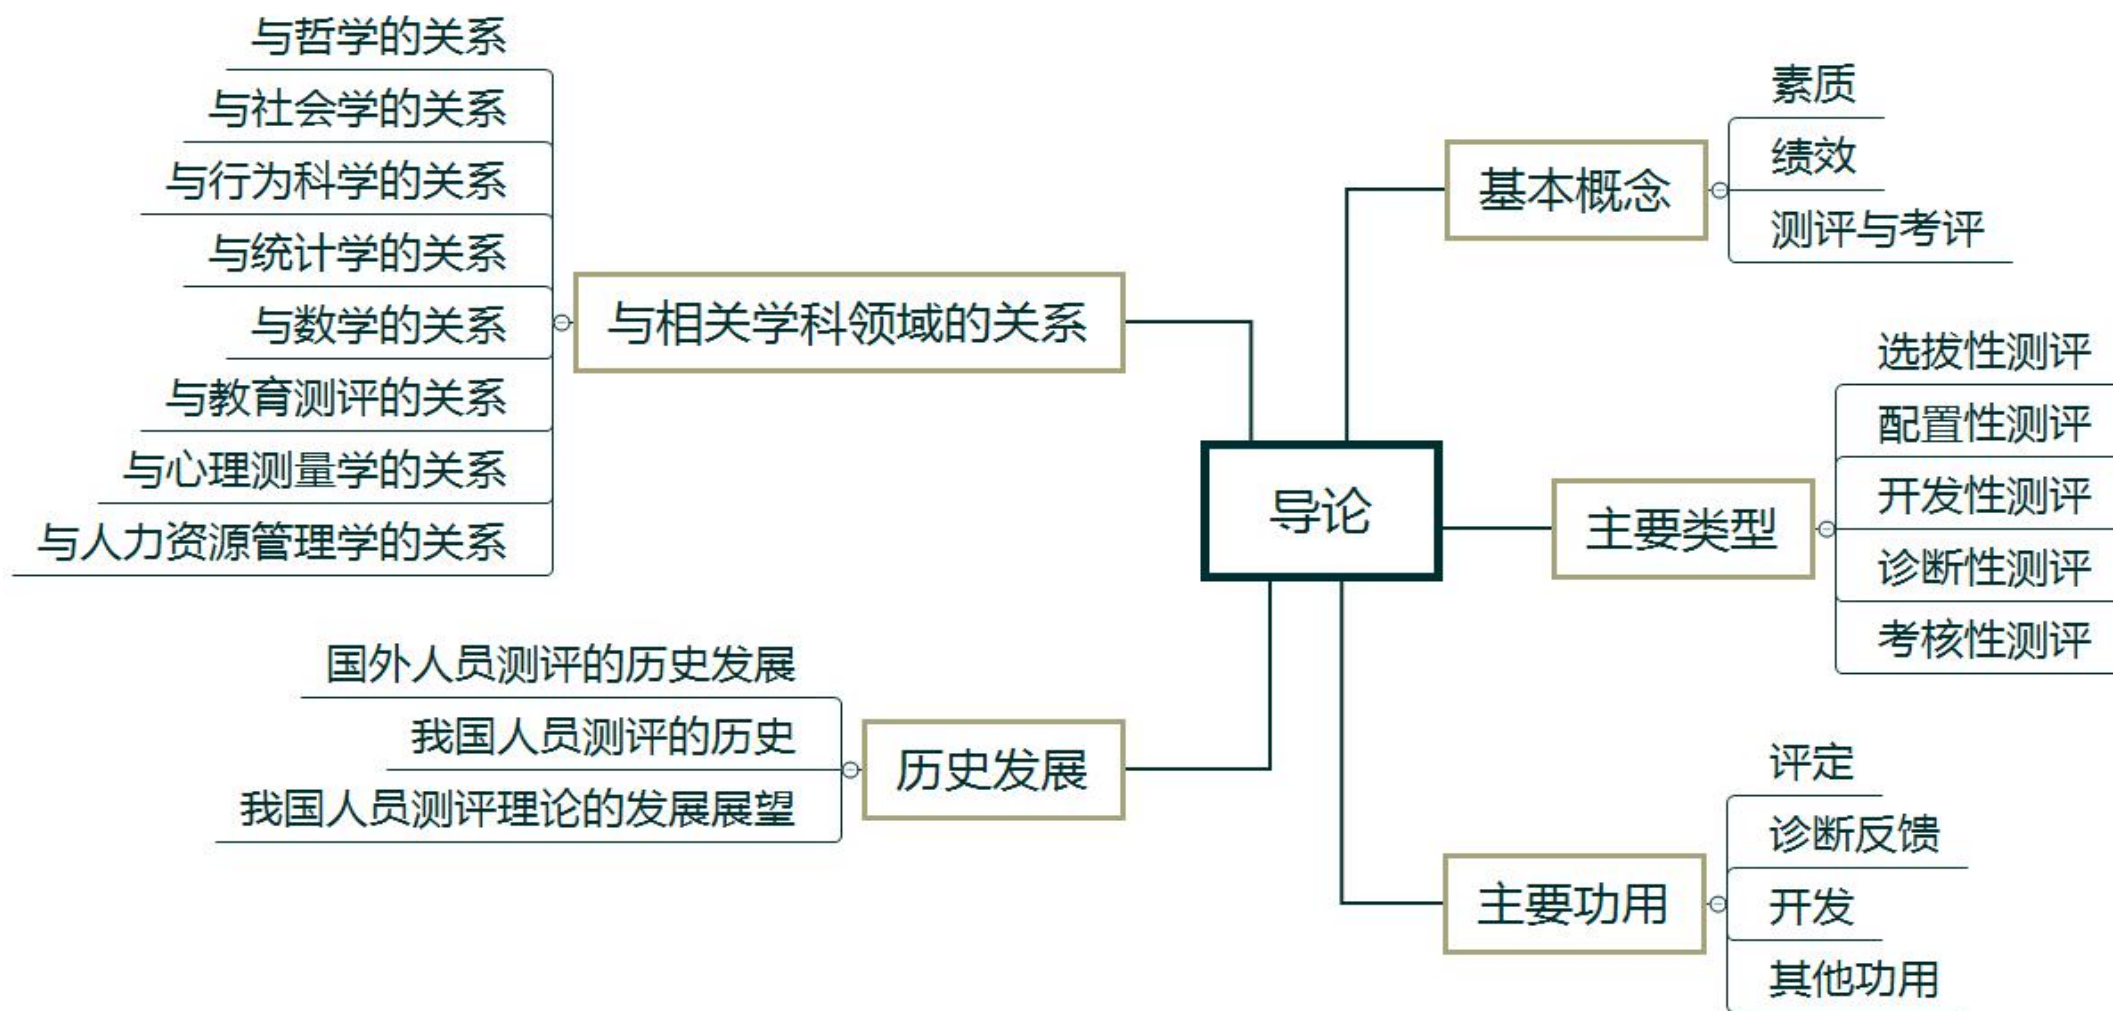 导论
基本概念
素质
绩效
测评与考评
主要类型
选拔性测评
配置性测评
开发性测评
诊断性测评
考核性测评
主要功用
评定
诊断反馈
开发
其他功用
与相关学科领域的关系
与哲学的关系
与社会学的关系
与行为科学的关系
与统计学的关系
与数学的关系
与教育测评的关系
与心理测量学的关系
与人力资源管理学的关系
历史发展
国外人员测评的历史发展
我国人员测评的历史
我国人员测评理论的发展展望